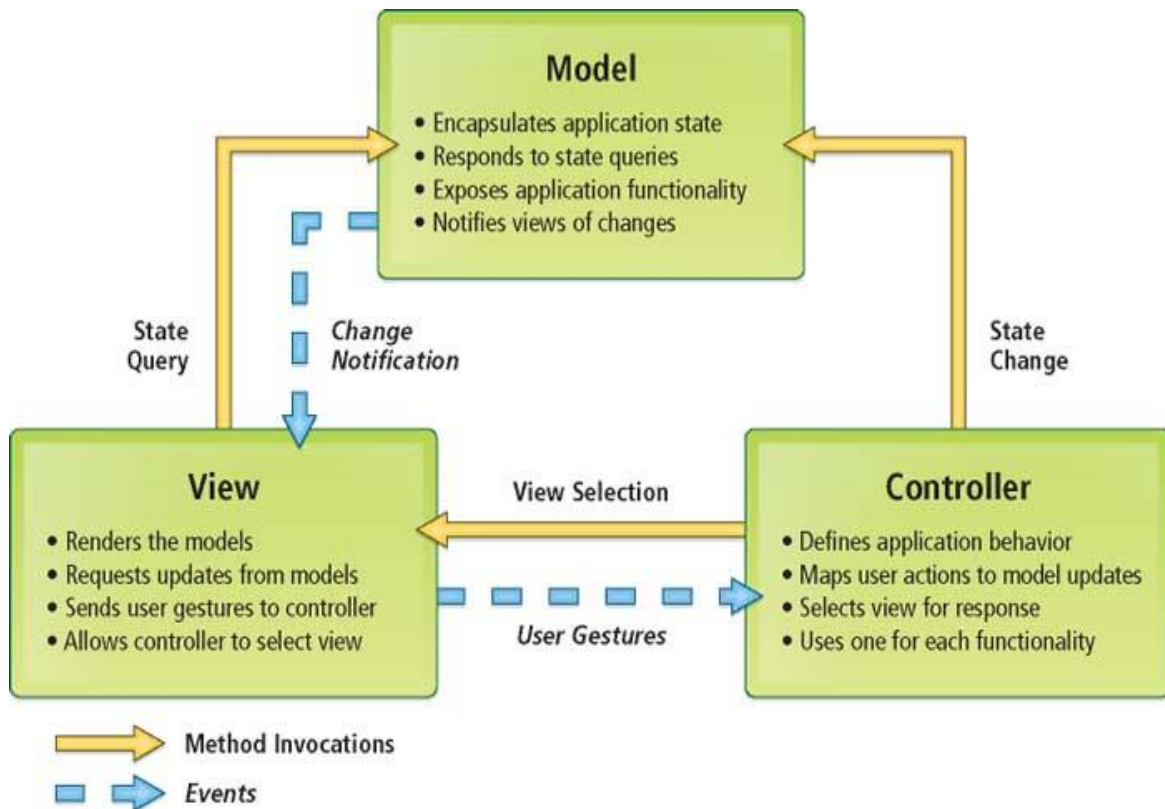 Model
• Encapsulates application state
• Responds to state queries
• Exposes application functionality
• Notifies views of changes
State
Query
Change
Notification
State
Change
View
• Renders the models
• Requests updates from models
• Sends user gestures to controller
• Allows controller to select view
View Selection
User Gestures
Controller
• Defines application behavior
• Maps user actions to model updates
• Selects view for response
• Uses one for each functionality
Method Invocations
Events